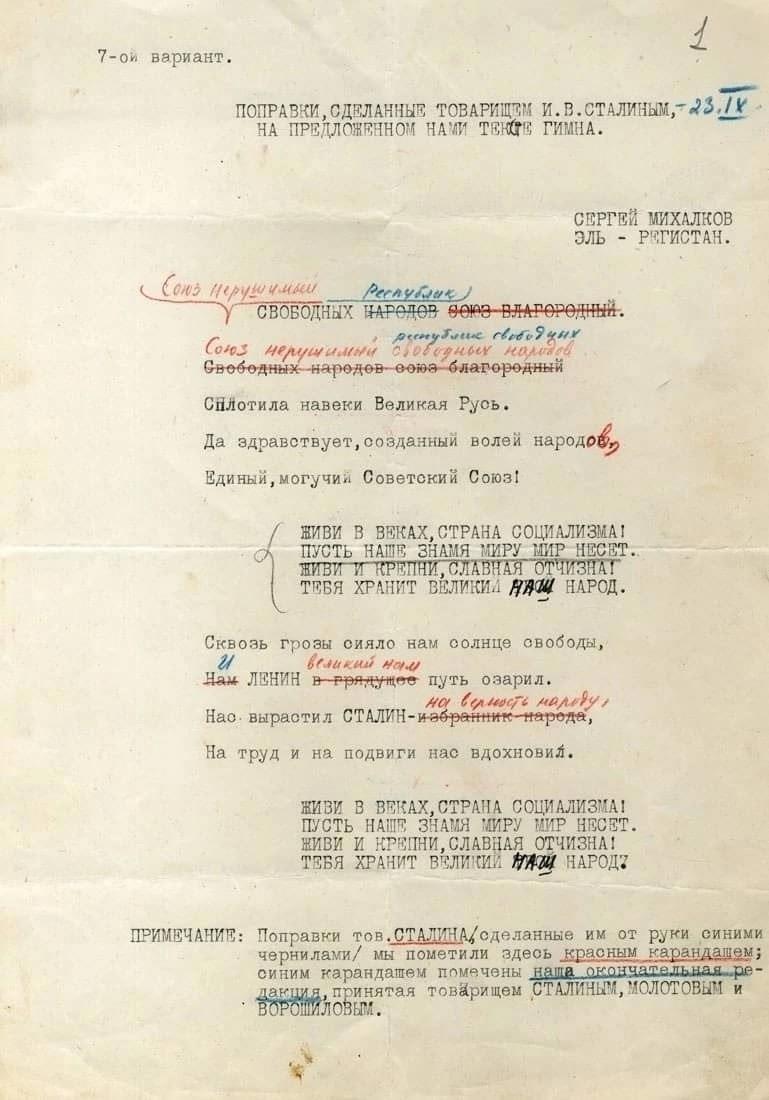 1
7-ой вариант.
ПОПРАВКИ, СДЕЛАННЫЕ ТОВАРИЩЕМ И.В.СТАЛИНЫМ,-23.IX
НА ПРЕДЛОЖЕННОМ НАМИ ТЕКСТЕ ГИМНА.
СЕРГЕЙ МИХАЛКОВ
ЭЛЬ - РЕГИСТАН.
Союз нерушимый Республик
СВОБОДНЫХ НАРОДОВ СОЮЗ БЛАГОРОДНЫЙ.
республик свободных
Союз нерушимый свободных народов
Свободных народов союз благородный
Сплотила навеки Великая Русь.
Да здравствует, созданный волей народов,
Единый, могучий Советский Союз!
ЖИВИ В ВЕКАХ, СТРАНА СОЦИАЛИЗМА!
ПУСТЬ НАШЕ ЗНАМЯ МИРУ МИР НЕСЕТ.
ЖИВИ И КРЕПНИ, СЛАВНАЯ ОТЧИЗНА!
ТЕБЯ ХРАНИТ ВЕЛИКИЙ НАШ НАРОД.
Сквозь грозы сияло нам солнце свободы,
И великий нам
Нам ЛЕНИН в грядущее путь озарил.
на верность народу,
Нас вырастил СТАЛИН-избранник народа,
На труд и на подвиги нас вдохновил.
ЖИВИ В ВЕКАХ, СТРАНА СОЦИАЛИЗМА!
ПУСТЬ НАШЕ ЗНАМЯ МИРУ МИР НЕСЕТ.
ЖИВИ И КРЕПНИ, СЛАВНАЯ ОТЧИЗНА!
ТЕБЯ ХРАНИТ ВЕЛИКИЙ НАШ НАРОД.
ПРИМЕЧАНИЕ: Поправки тов.СТАЛИНА/сделанные им от руки синими
чернилами/ мы пометили здесь красным карандашем;
синим карандашем помечены наша окончательная ре-
дакция, принятая товарищем СТАЛИНЫМ, МОЛОТОВЫМ и
ВОРОШИЛОВЫМ.